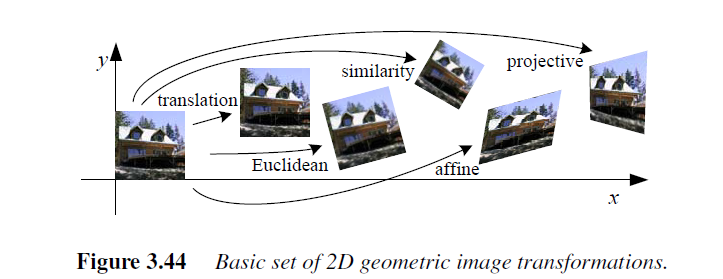 y
similarity
projective
translation
Euclidean
affine
x
Figure 3.44 Basic set of 2D geometric image transformations.